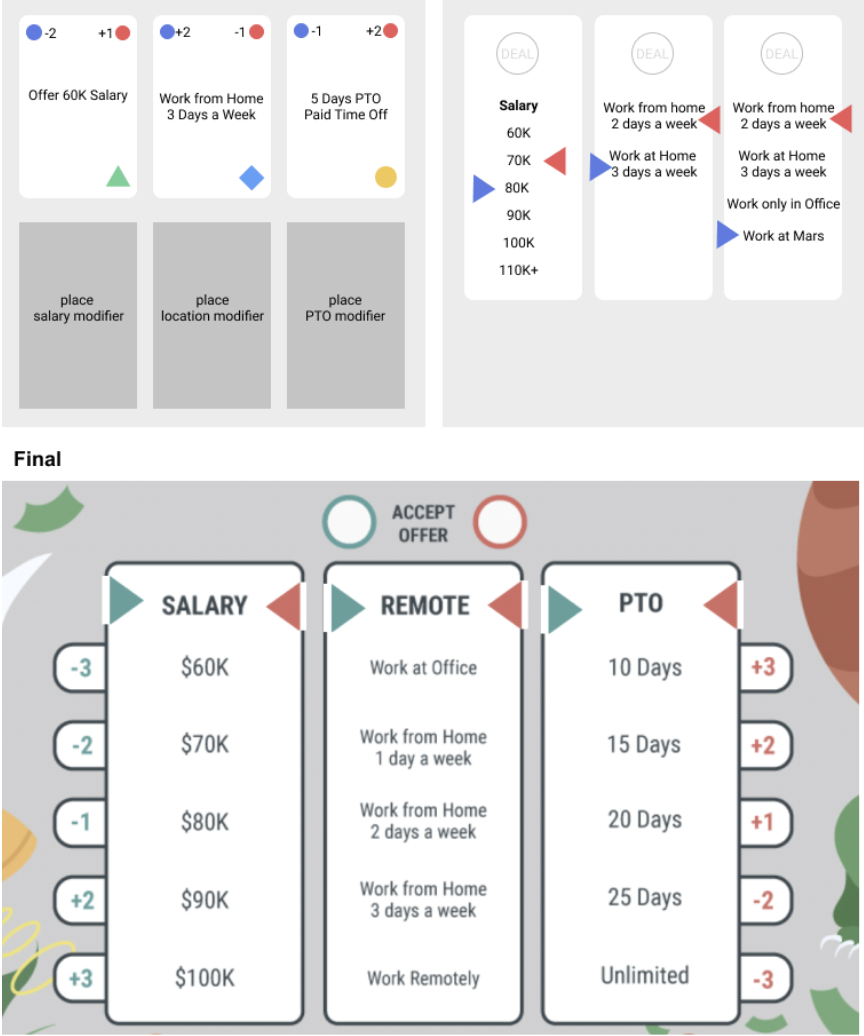 -2 +1
Offer 60K Salary
+2 -1
Work from Home
3 Days a Week
-1 +2
5 Days PTO
Paid Time Off
place
salary modifier
place
location modifier
place
PTO modifier
DEAL
Salary
60K
70K
80K
90K
100K
110K+
DEAL
Work from home
2 days a week
Work at Home
3 days a week
DEAL
Work from home
2 days a week
Work at Home
3 days a week
Work only in Office
Work at Mars
Final
ACCEPT
OFFER
SALARY
REMOTE
PTO
-3
$60K
Work at Office
10 Days
+3
-2
$70K
Work from Home
1 day a week
15 Days
+2
-1
$80K
Work from Home
2 days a week
20 Days
+1
+2
$90K
Work from Home
3 days a week
25 Days
-2
+3
$100K
Work Remotely
Unlimited
-3